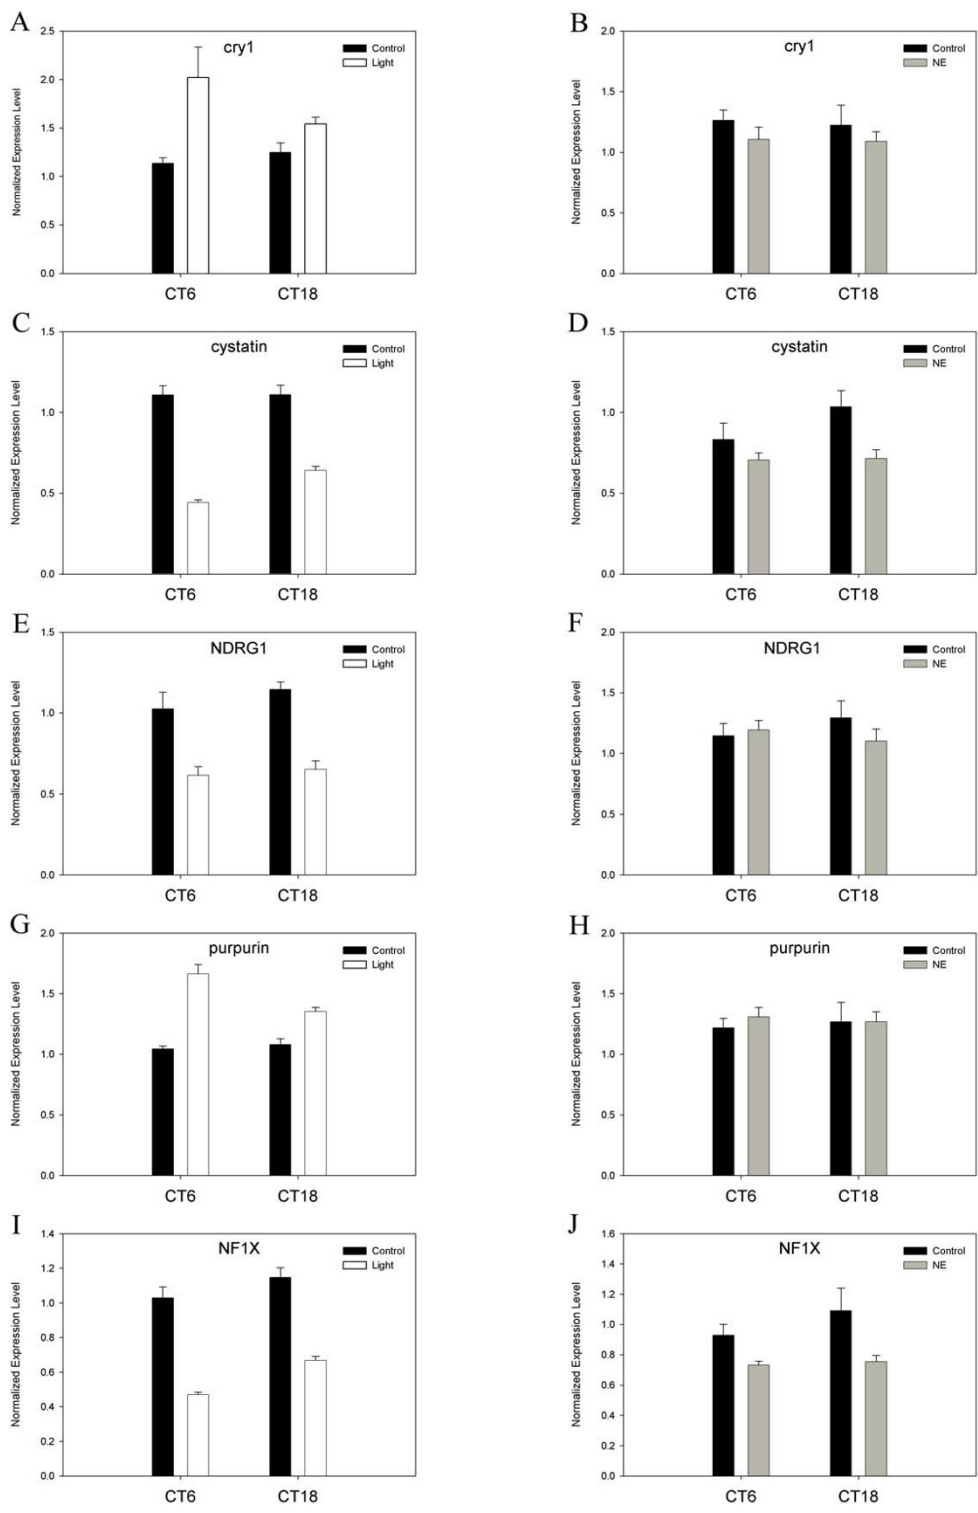 A
cry1
Control
Light
Normalized Expression Level
2.5
2.0
1.5
1.0
0.5
0.0
CT6
CT18
B
cry1
Control
NE
Normalized Expression Level
2.0
1.5
1.0
0.5
0.0
CT6
CT18
C
cystatin
Control
Light
Normalized Expression Level
1.5
1.0
0.5
0.0
CT6
CT18
D
cystatin
Control
NE
Normalized Expression Level
1.5
1.0
0.5
0.0
CT6
CT18
E
NDRG1
Control
Light
Normalized Expression Level
1.5
1.0
0.5
0.0
CT6
CT18
F
NDRG1
Control
NE
Normalized Expression Level
2.0
1.5
1.0
0.5
0.0
CT6
CT18
G
purpurin
Control
Light
Normalized Expression Level
2.0
1.5
1.0
0.5
0.0
CT6
CT18
H
purpurin
Control
NE
Normalized Expression Level
2.0
1.5
1.0
0.5
0.0
CT6
CT18
I
NF1X
Control
Light
Normalized Expression Level
1.4
1.2
1.0
0.8
0.6
0.4
0.2
0.0
CT6
CT18
J
NF1X
Control
NE
Normalized Expression Level
1.6
1.4
1.2
1.0
0.8
0.6
0.4
0.2
0.0
CT6
CT18